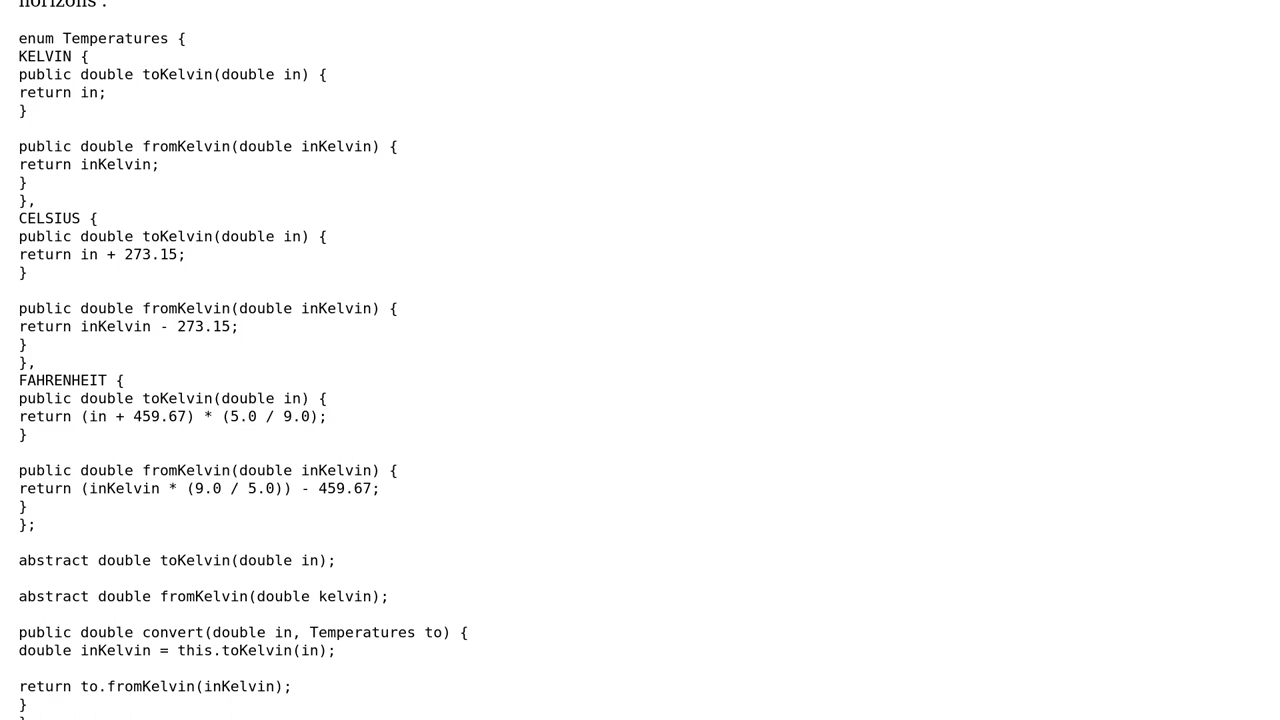 horizons".
enum Temperatures {
KELVIN {
public double toKelvin(double in) {
return in;
}
public double fromKelvin(double inKelvin) {
return inKelvin;
}
},
CELSIUS {
public double toKelvin(double in) {
return in + 273.15;
}
public double fromKelvin(double inKelvin) {
return inKelvin - 273.15;
}
},
FAHRENHEIT {
public double toKelvin(double in) {
return (in + 459.67) * (5.0 / 9.0);
}
public double fromKelvin(double inKelvin) {
return (inKelvin * (9.0 / 5.0)) - 459.67;
}
};
abstract double toKelvin(double in);
abstract double fromKelvin(double kelvin);
public double convert(double in, Temperatures to) {
double inKelvin = this.toKelvin(in);
return to.fromKelvin(inKelvin);
}
}